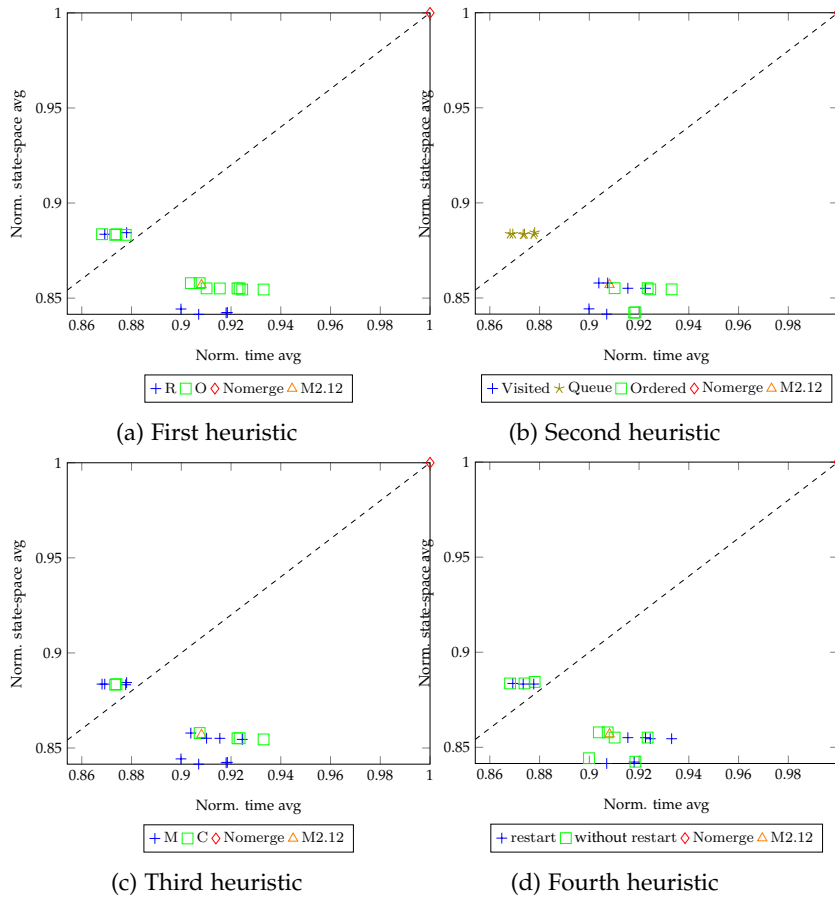 1
0.95
0.9
0.85
Norm. state-space avg
0.86 0.88 0.9 0.92 0.94 0.96 0.98 1
Norm. time avg
R O Nomerge M2.12
(a) First heuristic
1
0.95
0.9
0.85
Norm. state-space avg
0.86 0.88 0.9 0.92 0.94 0.96 0.98
Norm. time avg
Visited Queue Ordered Nomerge M2.12
(b) Second heuristic
1
0.95
0.9
0.85
Norm. state-space avg
0.86 0.88 0.9 0.92 0.94 0.96 0.98 1
Norm. time avg
M C Nomerge M2.12
(c) Third heuristic
1
0.95
0.9
0.85
Norm. state-space avg
0.86 0.88 0.9 0.92 0.94 0.96 0.98
Norm. time avg
restart without restart Nomerge M2.12
(d) Fourth heuristic